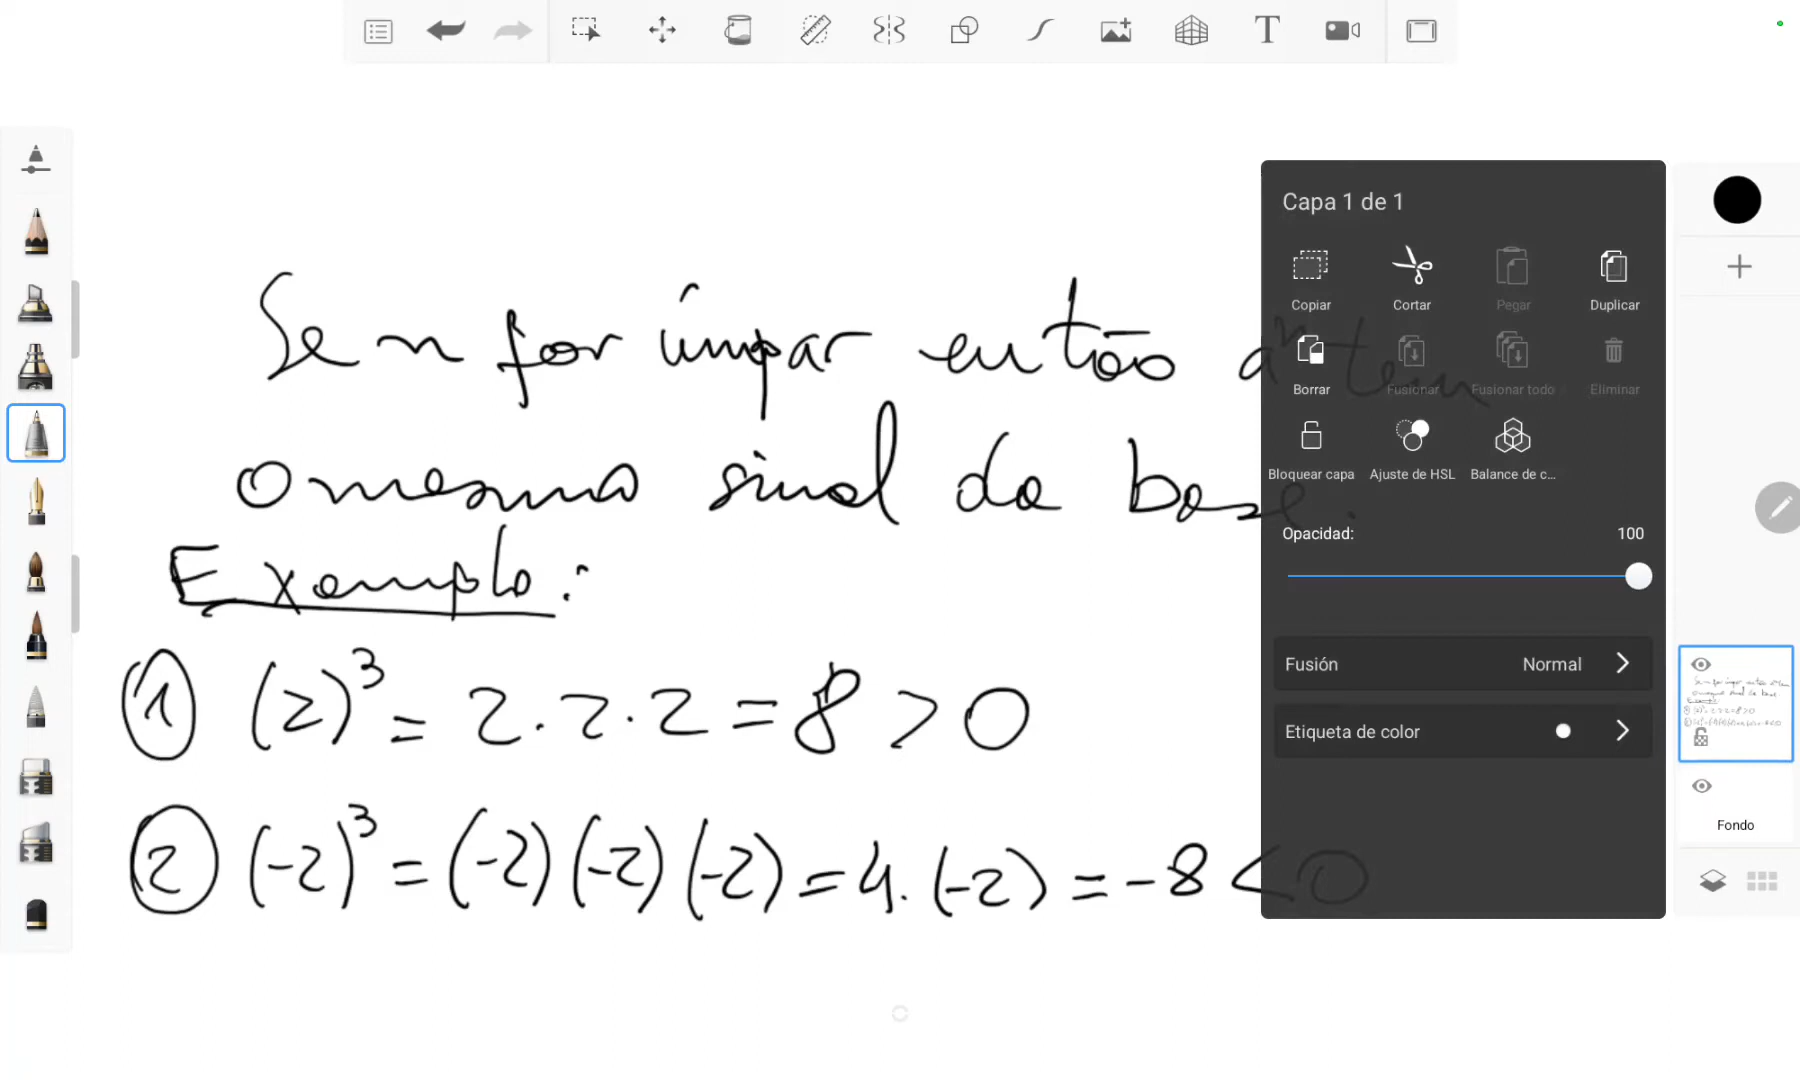 Capa 1 de 1
Copiar Cortar Pegar Duplicar
Borrar Fusionar Fusionar todo Eliminar
Bloquear capa Ajuste de HSL Balance de c...
Opacidad: 100
Fusión Normal
Etiqueta de color
Fondo
Se n for ímpar então aⁿ tem
o mesmo sinal da base.
Exemplo:
① (2)³ = 2.2.2 = 8 > 0
② (-2)³ = (-2)(-2)(-2) = 4.(-2) = -8 < 0